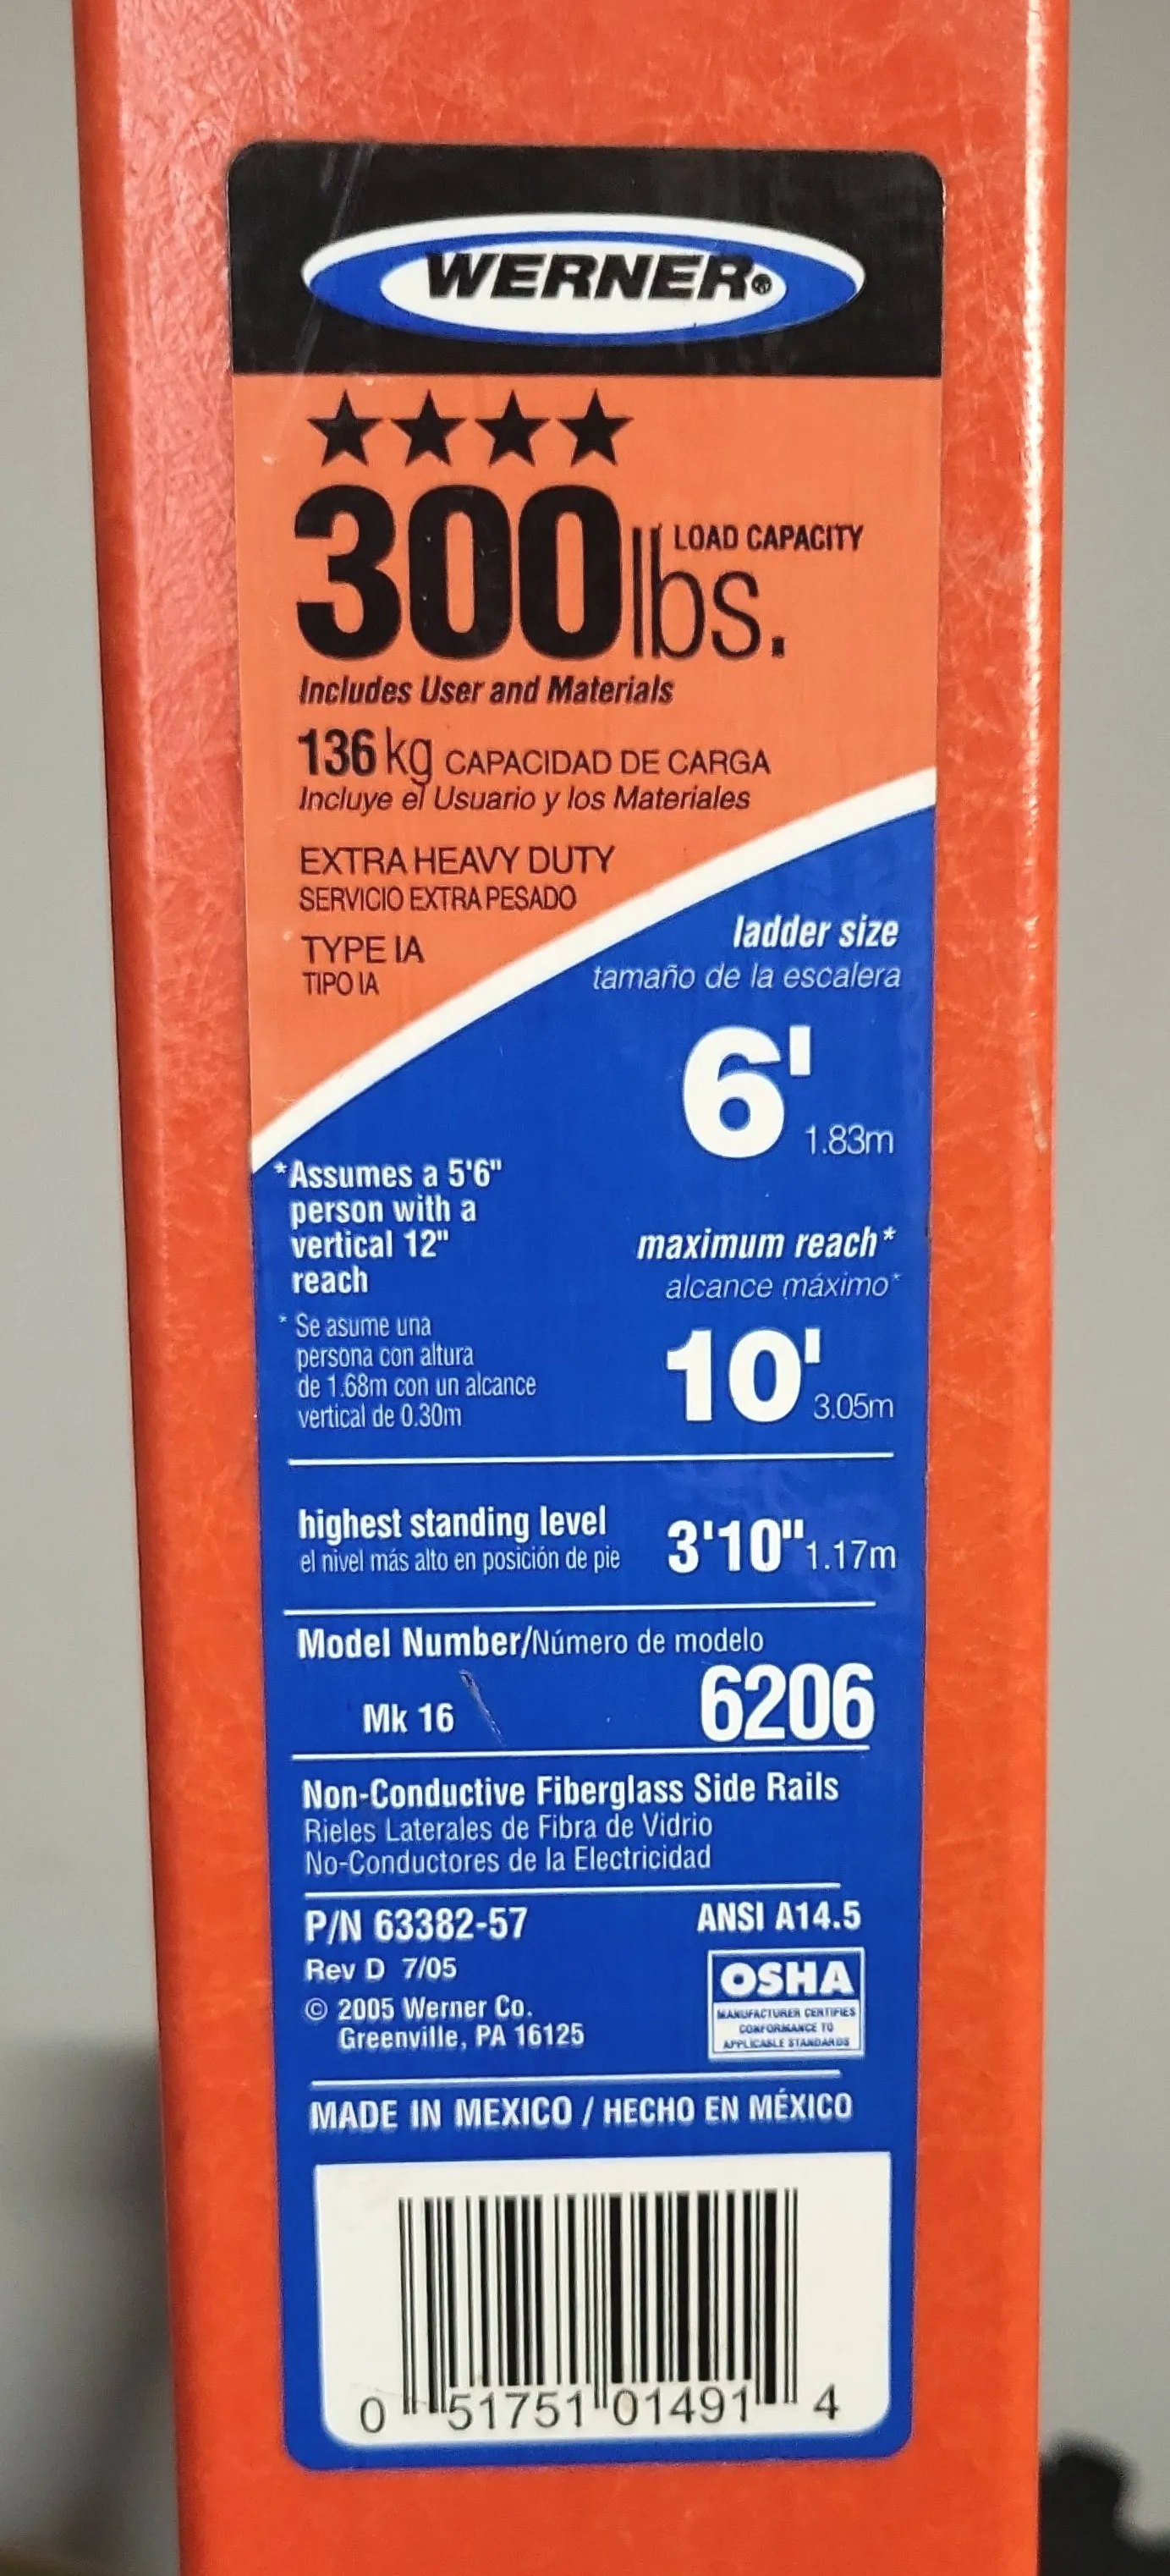 WERNER®
300 lbs. LOAD CAPACITY
Includes User and Materials
136 kg CAPACIDAD DE CARGA
Incluye el Usuario y los Materiales
EXTRA HEAVY DUTY
SERVICIO EXTRA PESADO
TYPE IA
TIPO IA
ladder size
tamaño de la escalera
6'
1.83m
*Assumes a 5'6"
person with a
vertical 12"
reach
* Se asume una
persona con altura
de 1.68m con un alcance
vertical de 0.30m
maximum reach*
alcance máximo*
10'
3.05m
highest standing level
el nivel más alto en posición de pie
3'10" 1.17m
Model Number/Número de modelo
Mk 16 6206
Non-Conductive Fiberglass Side Rails
Rieles Laterales de Fibra de Vidrio
No-Conductores de la Electricidad
P/N 63382-57
Rev D 7/05
© 2005 Werner Co.
Greenville, PA 16125
ANSI A14.5
OSHA
MANUFACTURER CERTIFIES
CONFORMANCE TO
APPLICABLE STANDARDS
MADE IN MEXICO / HECHO EN MÉXICO
0 51751 01491 4